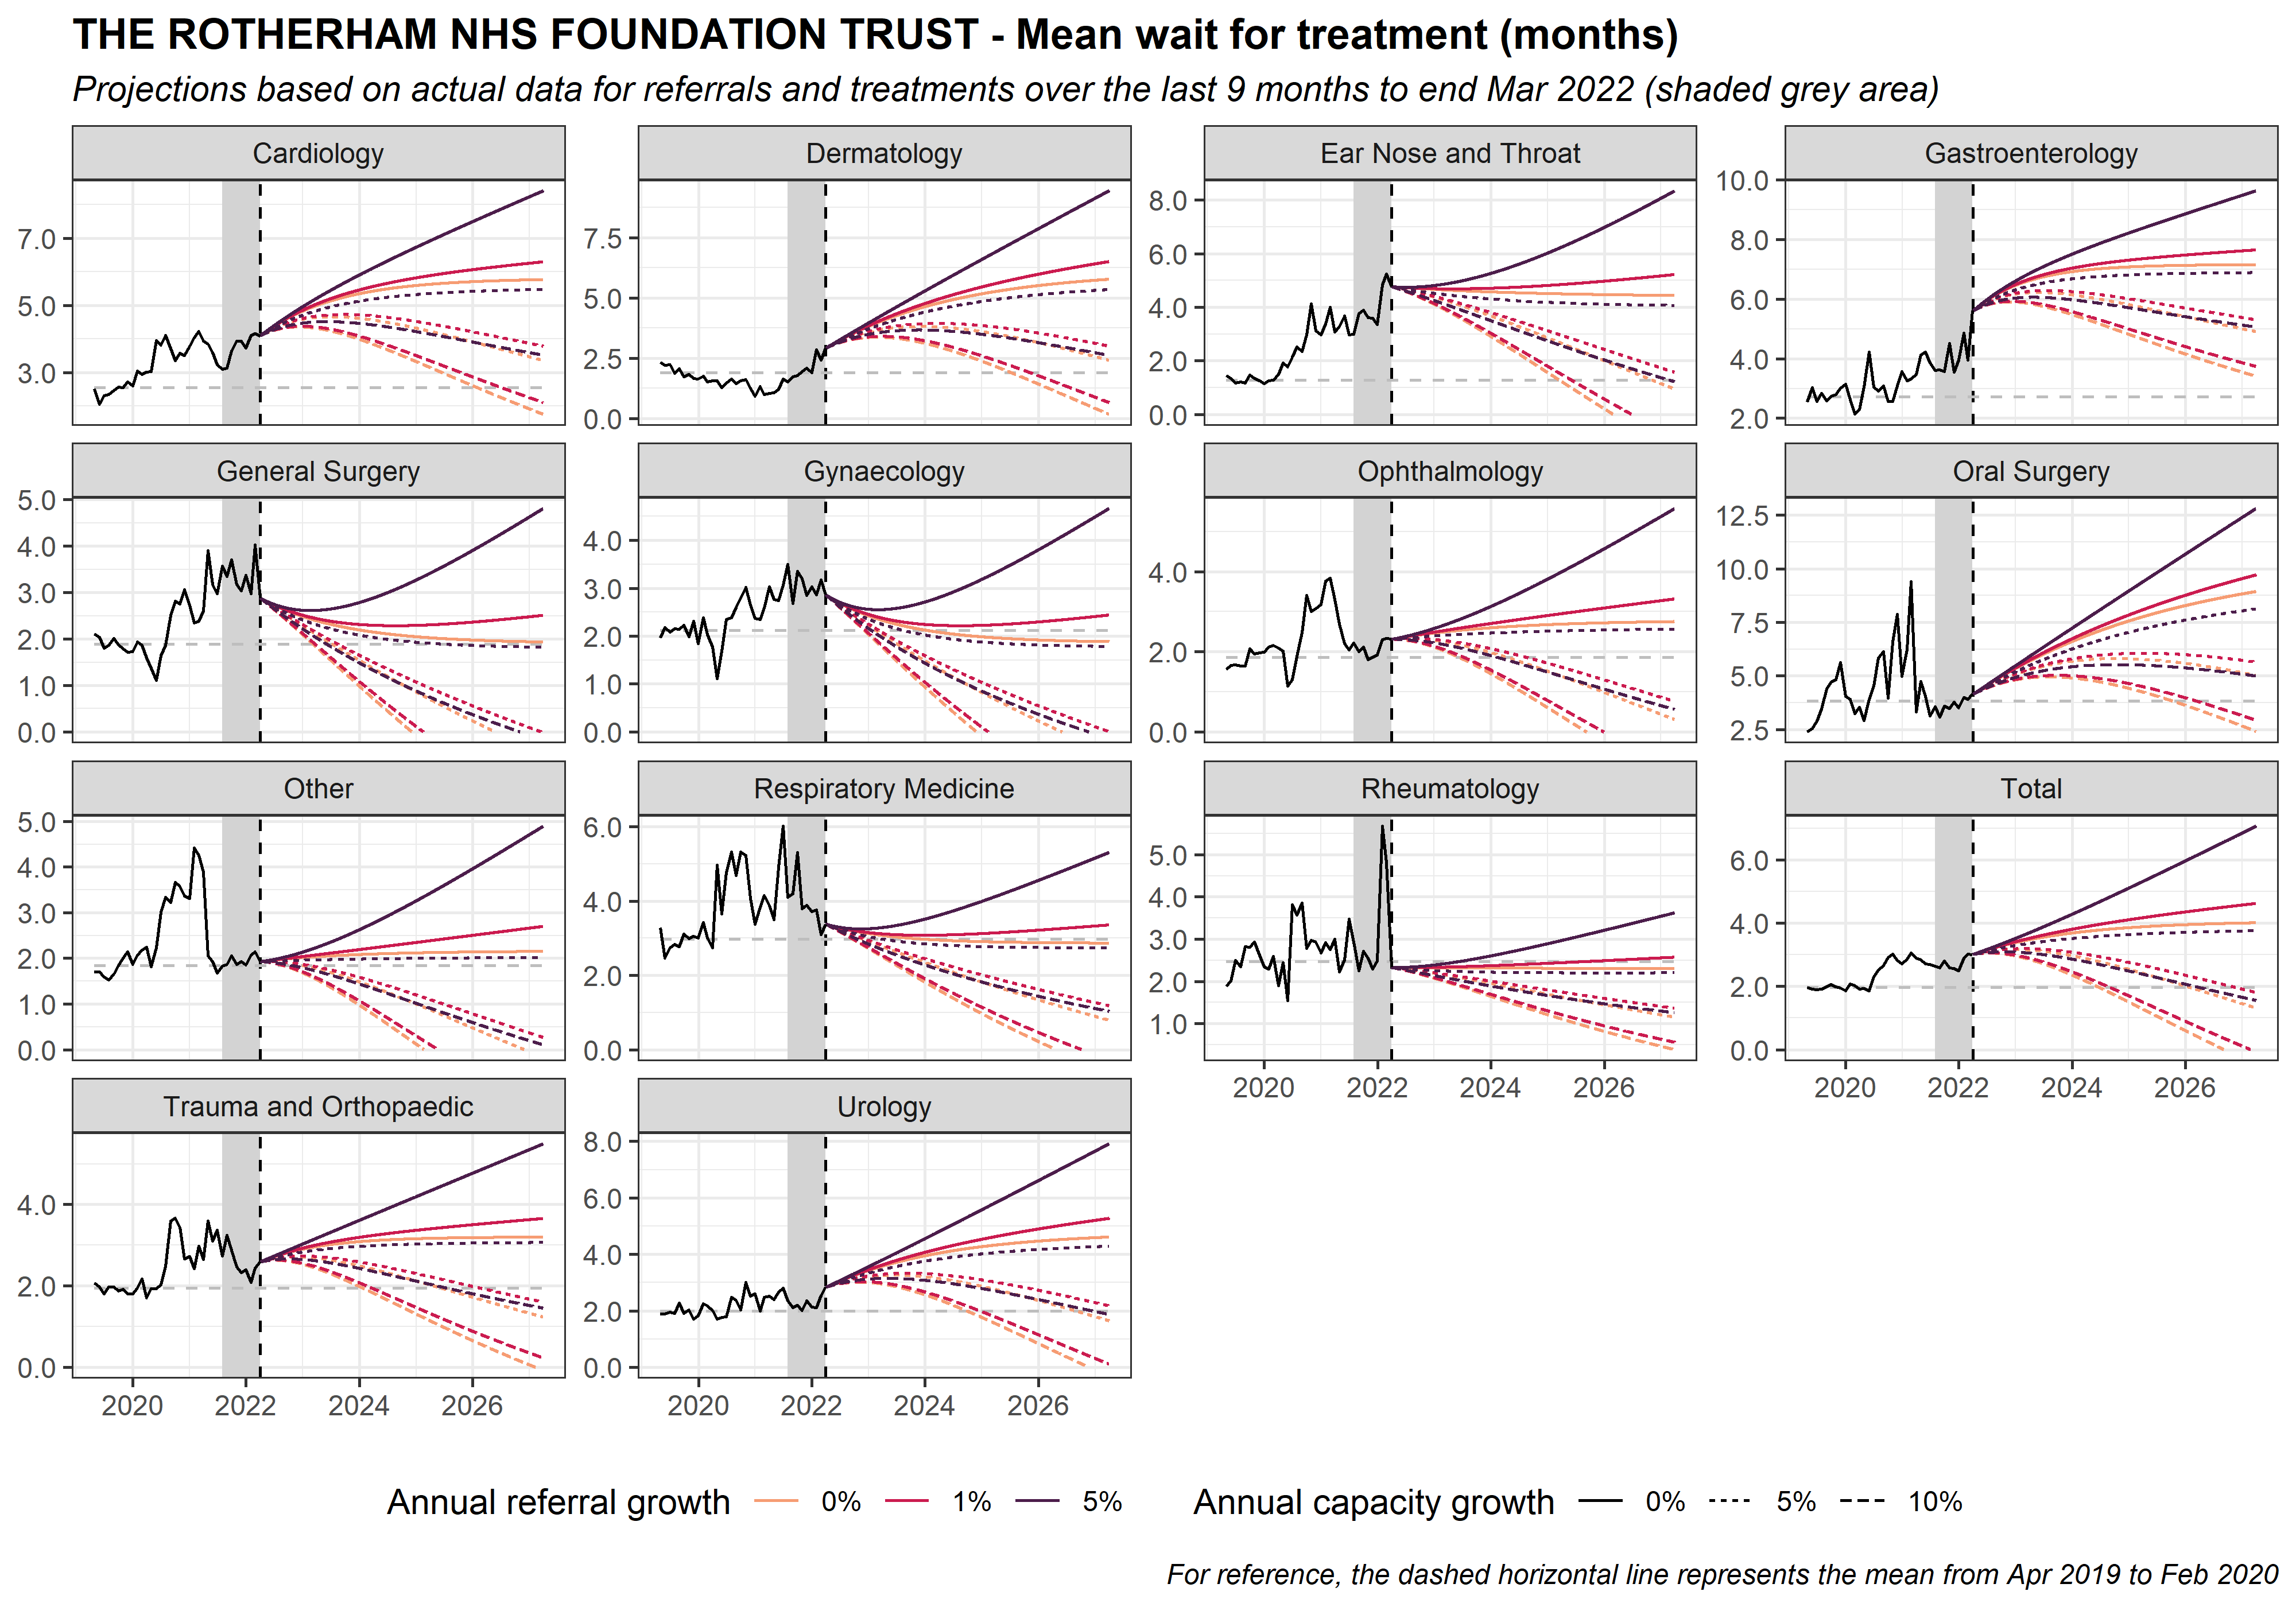 THE ROTHERHAM NHS FOUNDATION TRUST - Mean wait for treatment (months)
Projections based on actual data for referrals and treatments over the last 9 months to end Mar 2022 (shaded grey area)
Cardiology
7.0
5.0
3.0
Dermatology
7.5
5.0
2.5
0.0
Ear Nose and Throat
8.0
6.0
4.0
2.0
0.0
Gastroenterology
10.0
8.0
6.0
4.0
2.0
General Surgery
5.0
4.0
3.0
2.0
1.0
0.0
Gynaecology
4.0
3.0
2.0
1.0
0.0
Ophthalmology
4.0
2.0
0.0
Oral Surgery
12.5
10.0
7.5
5.0
2.5
Other
5.0
4.0
3.0
2.0
1.0
0.0
Respiratory Medicine
6.0
4.0
2.0
0.0
Rheumatology
5.0
4.0
3.0
2.0
1.0
2020 2022 2024 2026
Total
6.0
4.0
2.0
0.0
2020 2022 2024 2026
Trauma and Orthopaedic
4.0
2.0
0.0
2020 2022 2024 2026
Urology
8.0
6.0
4.0
2.0
0.0
2020 2022 2024 2026
Annual referral growth 0% 1% 5% Annual capacity growth 0% 5% 10%
For reference, the dashed horizontal line represents the mean from Apr 2019 to Feb 2020